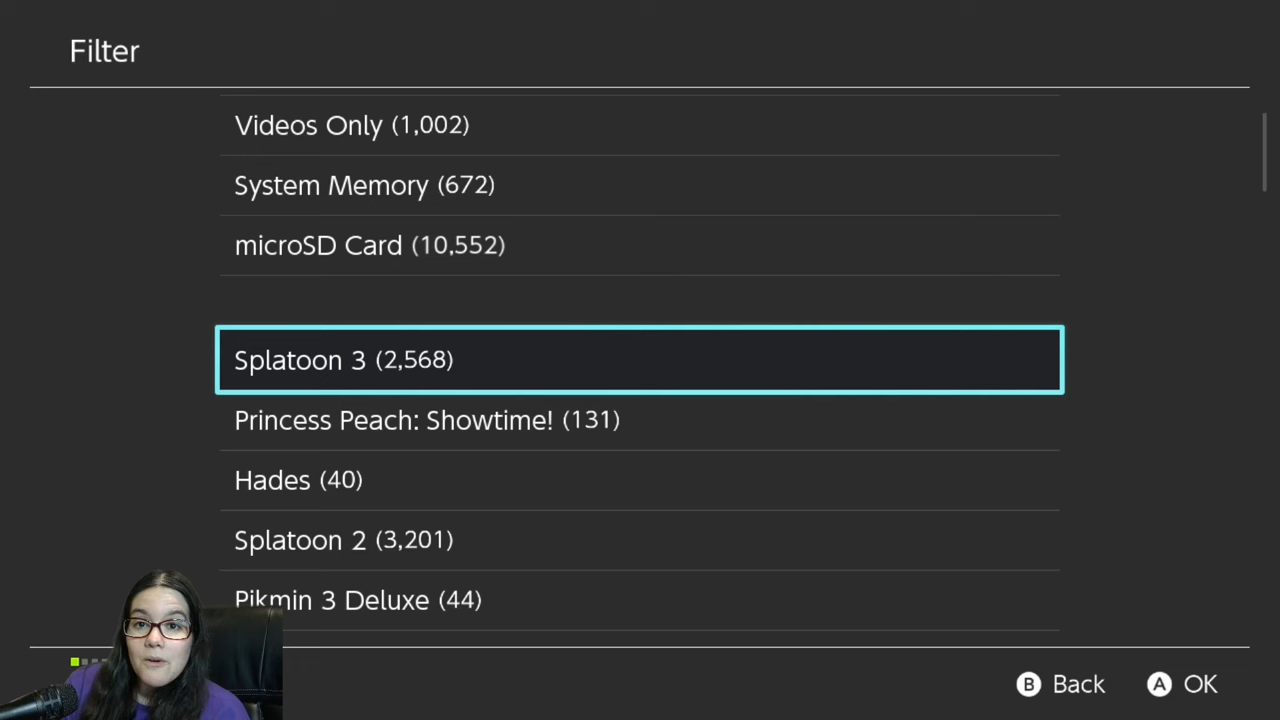 Filter
Videos Only (1,002)
System Memory (672)
microSD Card (10,552)
Splatoon 3 (2,568)
Princess Peach: Showtime! (131)
Hades (40)
Splatoon 2 (3,201)
Pikmin 3 Deluxe (44)
B Back A OK